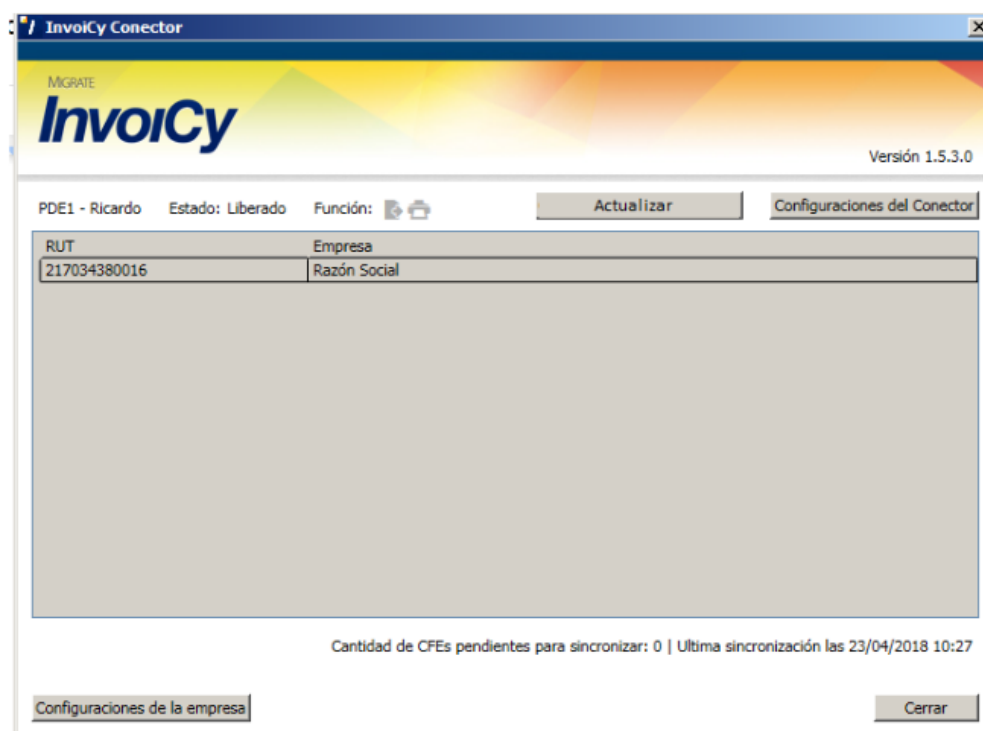 InvoiCy Conector
MIGRATE
InvoiCy
Versión 1.5.3.0
PDE1 - Ricardo Estado: Liberado Función: Actualizar Configuraciones del Conector
RUT Empresa
217034380016 Razón Social
Cantidad de CFEs pendientes para sincronizar: 0 | Ultima sincronización las 23/04/2018 10:27
Configuraciones de la empresa Cerrar